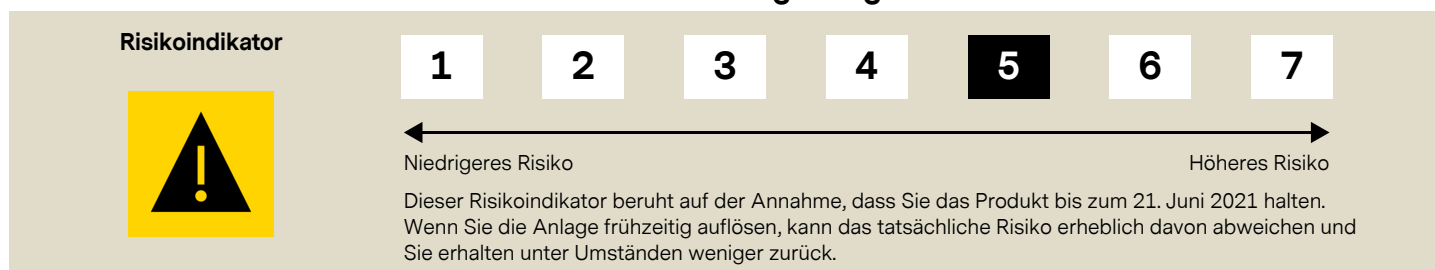 Risikoindikator
1 2 3 4 5 6 7
Niedrigeres Risiko Höheres Risiko
Dieser Risikoindikator beruht auf der Annahme, dass Sie das Produkt bis zum 21. Juni 2021 halten.
Wenn Sie die Anlage frühzeitig auflösen, kann das tatsächliche Risiko erheblich davon abweichen und
Sie erhalten unter Umständen weniger zurück.